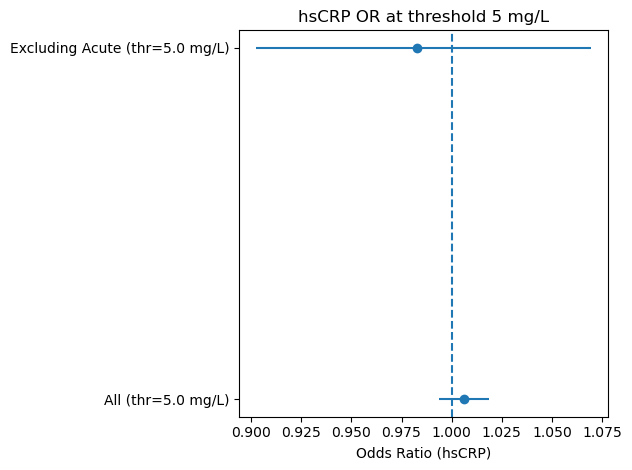 hsCRP OR at threshold 5 mg/L
Excluding Acute (thr=5.0 mg/L)
All (thr=5.0 mg/L)
0.900 0.925 0.950 0.975 1.000 1.025 1.050 1.075
Odds Ratio (hsCRP)